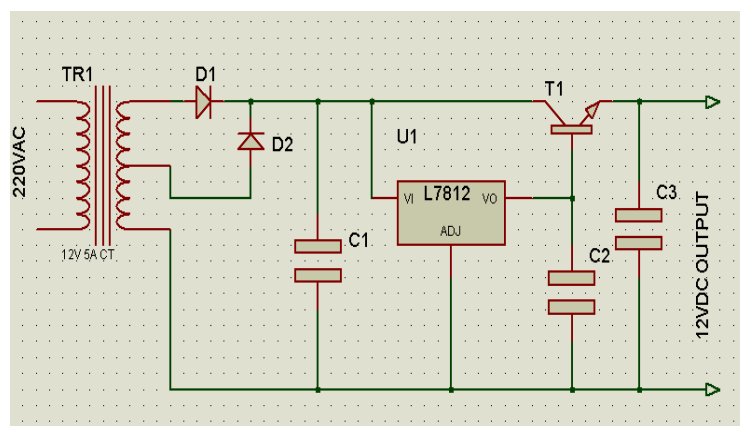 TR1
D1
T1
D2
U1
220VAC
L7812
VI
VO
ADJ
C1
C2
C3
12V 5A CT
12VDC OUTPUT